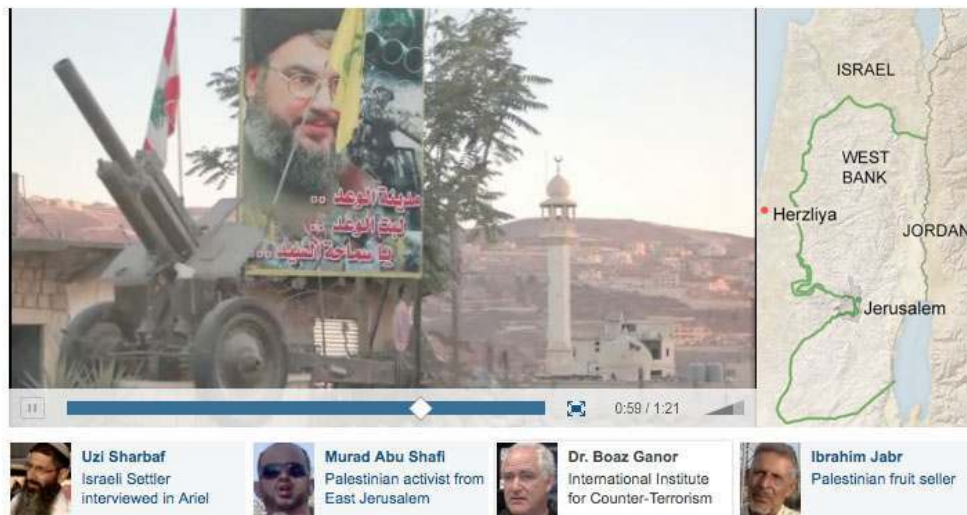 مدينة الوعد ..
لبت الوعد ..
يا سماحة السيد ..
ISRAEL
WEST
BANK
Herzliya
JORDAN
Jerusalem
0:59 / 1:21
Uzi Sharbaf
Israeli Settler
interviewed in Ariel
Murad Abu Shafi
Palestinian activist from
East Jerusalem
Dr. Boaz Ganor
International Institute
for Counter-Terrorism
Ibrahim Jabr
Palestinian fruit seller